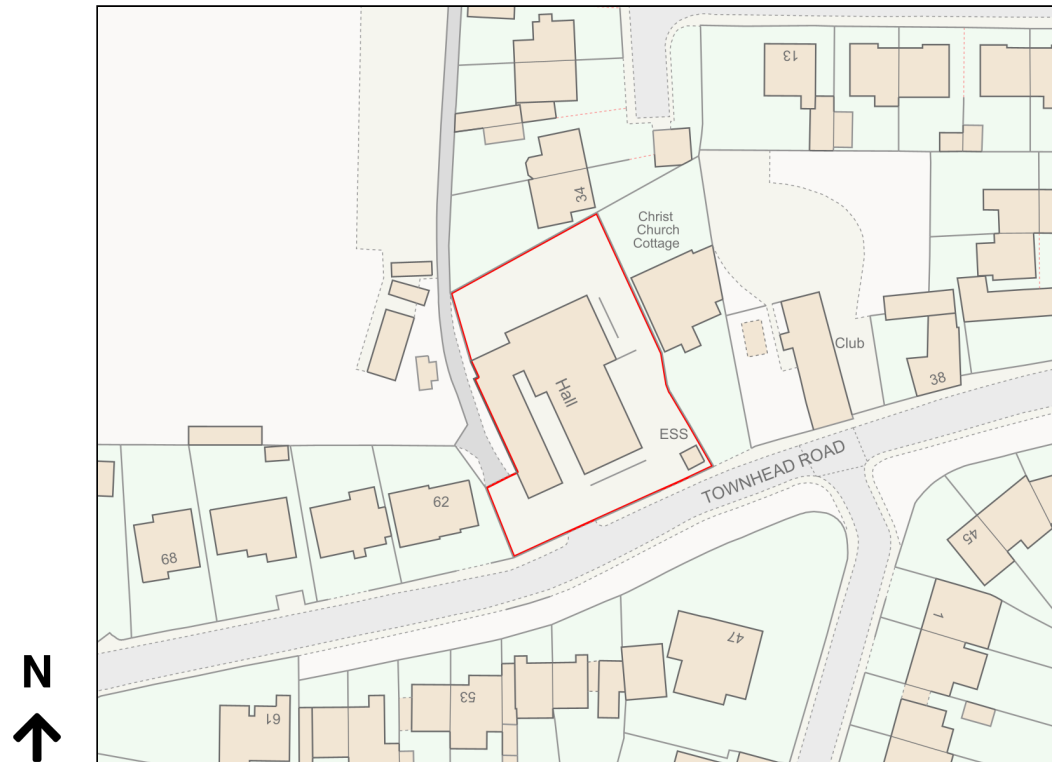 13
34
Christ
Church
Cottage
Club
38
Hall
ESS
TOWNHEAD ROAD
62
68
45
1
47
53
61
N